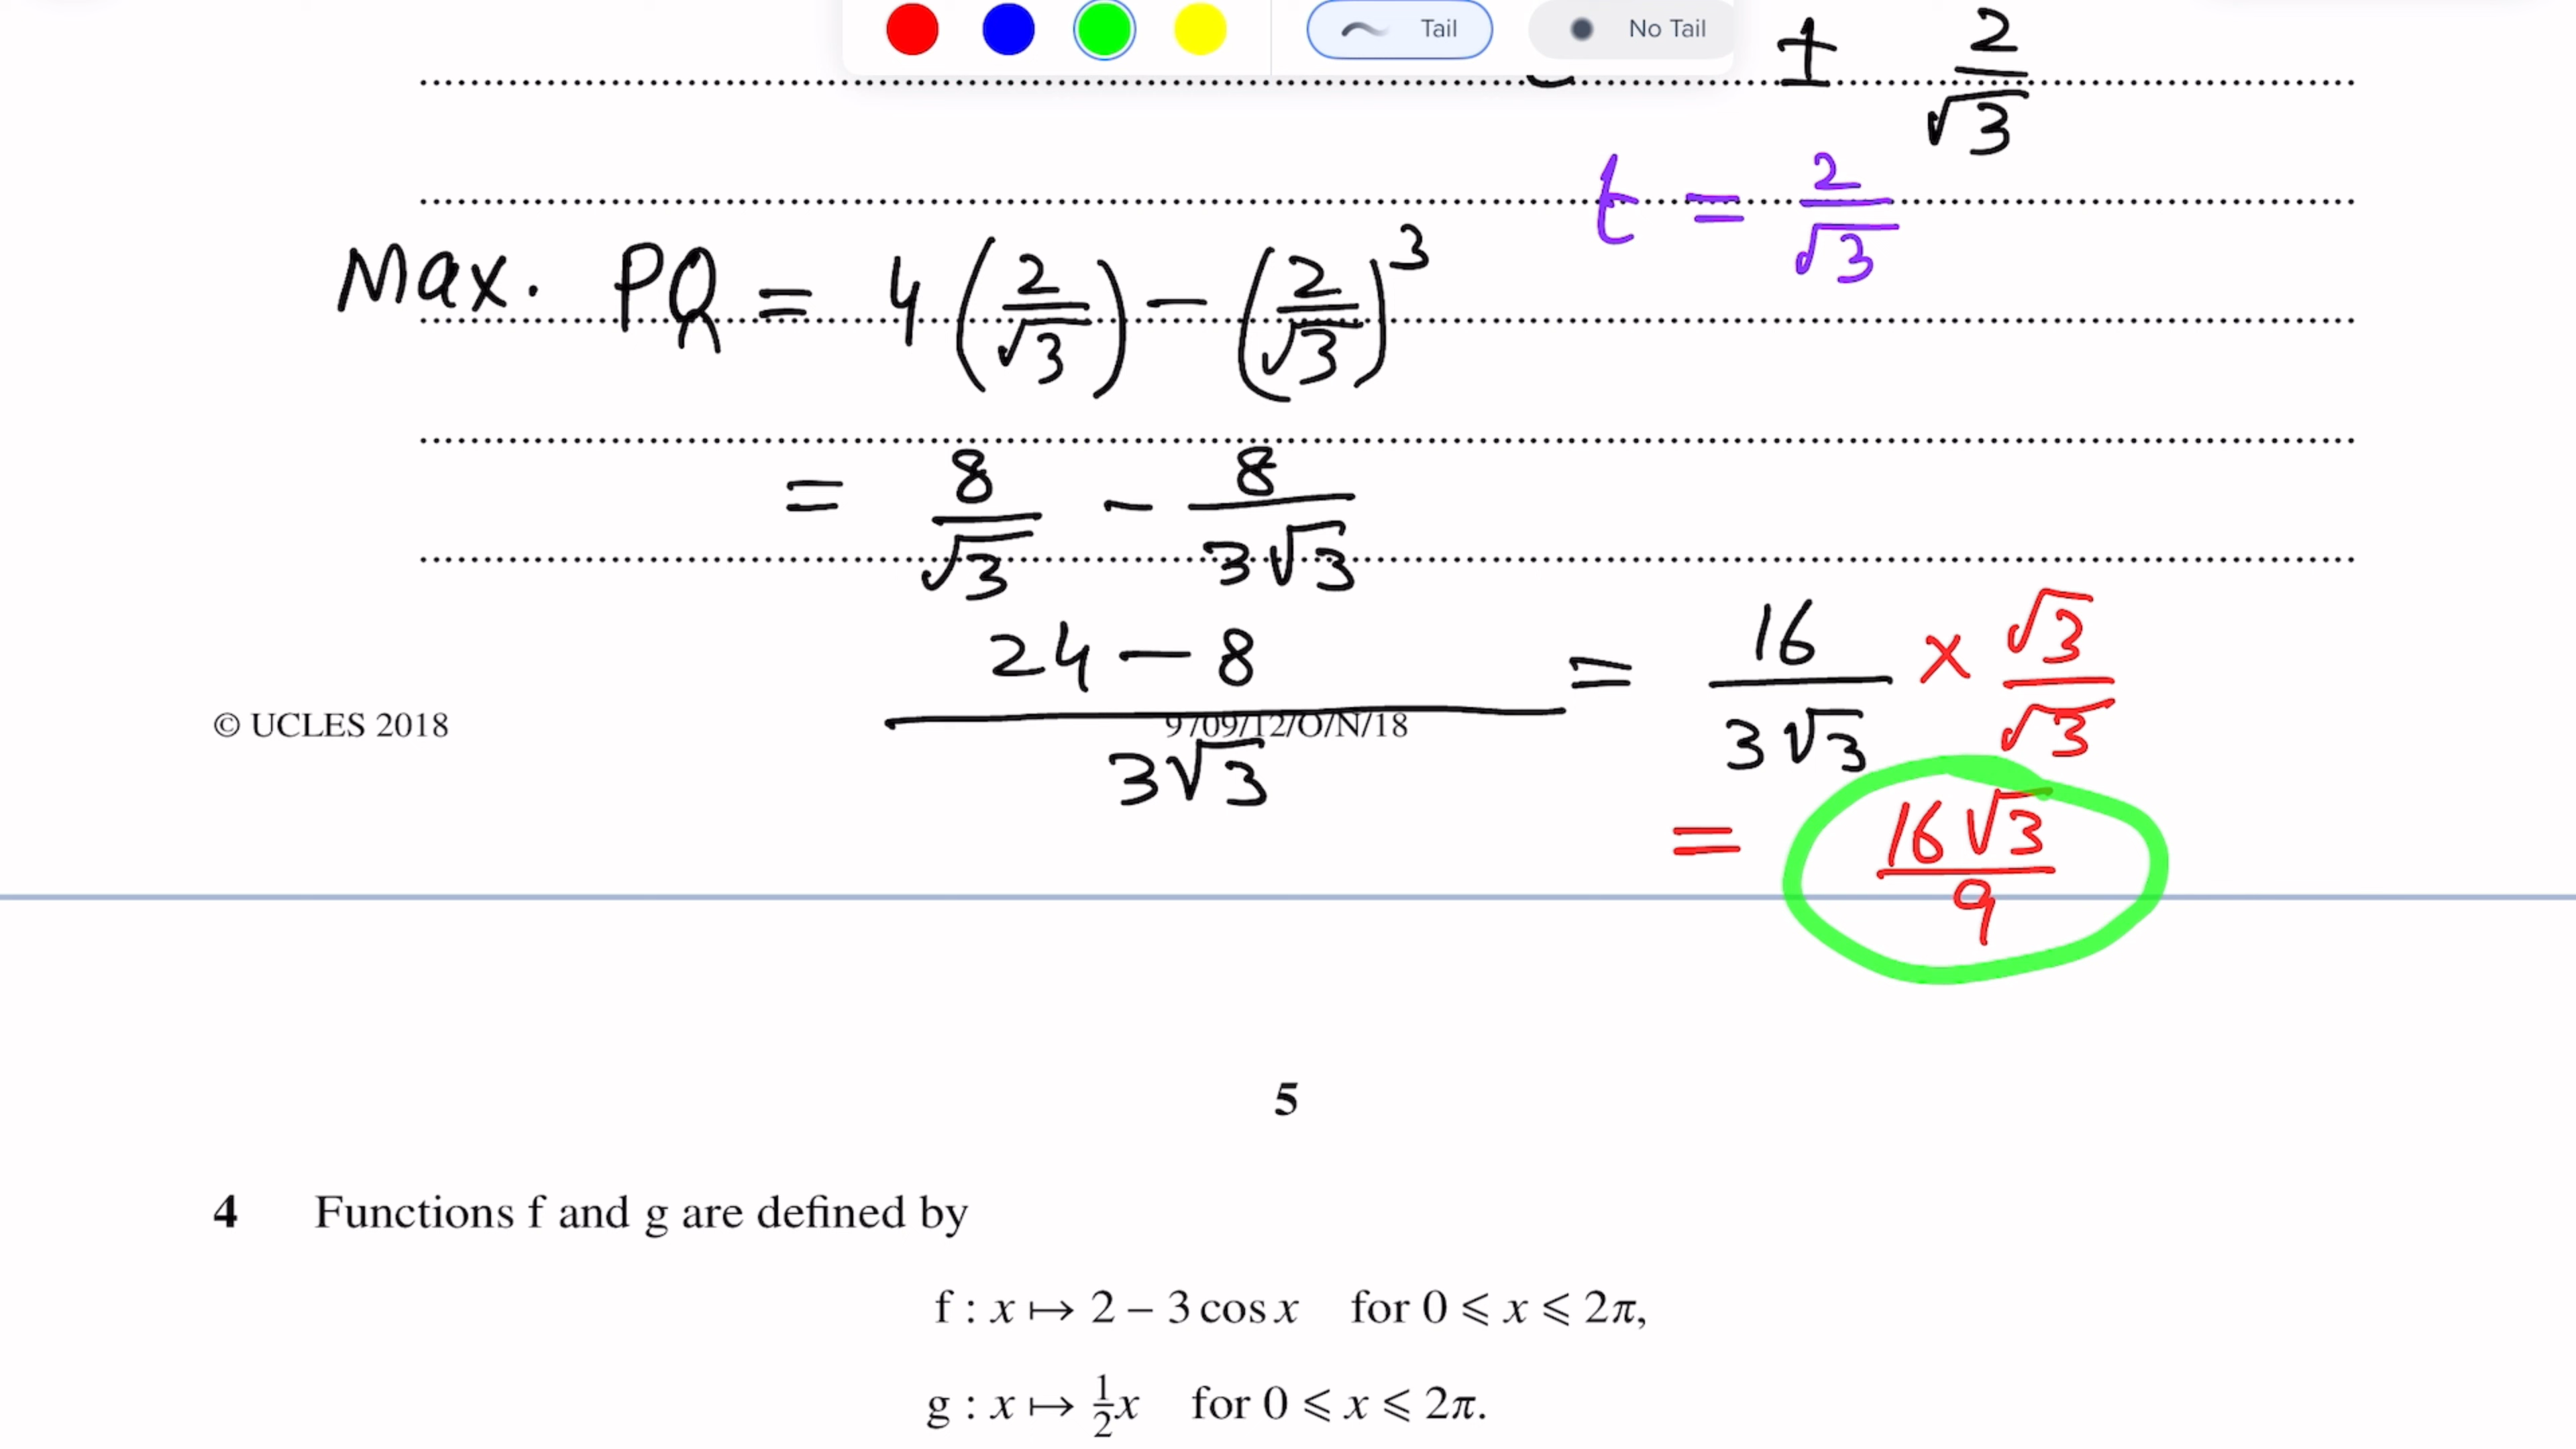 Tail No Tail
± 2/√3
t = 2/√3
Max. PQ = 4(2/√3) − (2/√3)³
= 8/√3 − 8/3√3
(24 − 8)/3√3 = 16/3√3 × √3/√3
© UCLES 2018 9709/12/O/N/18
= 16√3/9
5
4 Functions f and g are defined by
f : x ↦ 2 − 3 cos x for 0 ⩽ x ⩽ 2π,
g : x ↦ ½x for 0 ⩽ x ⩽ 2π.